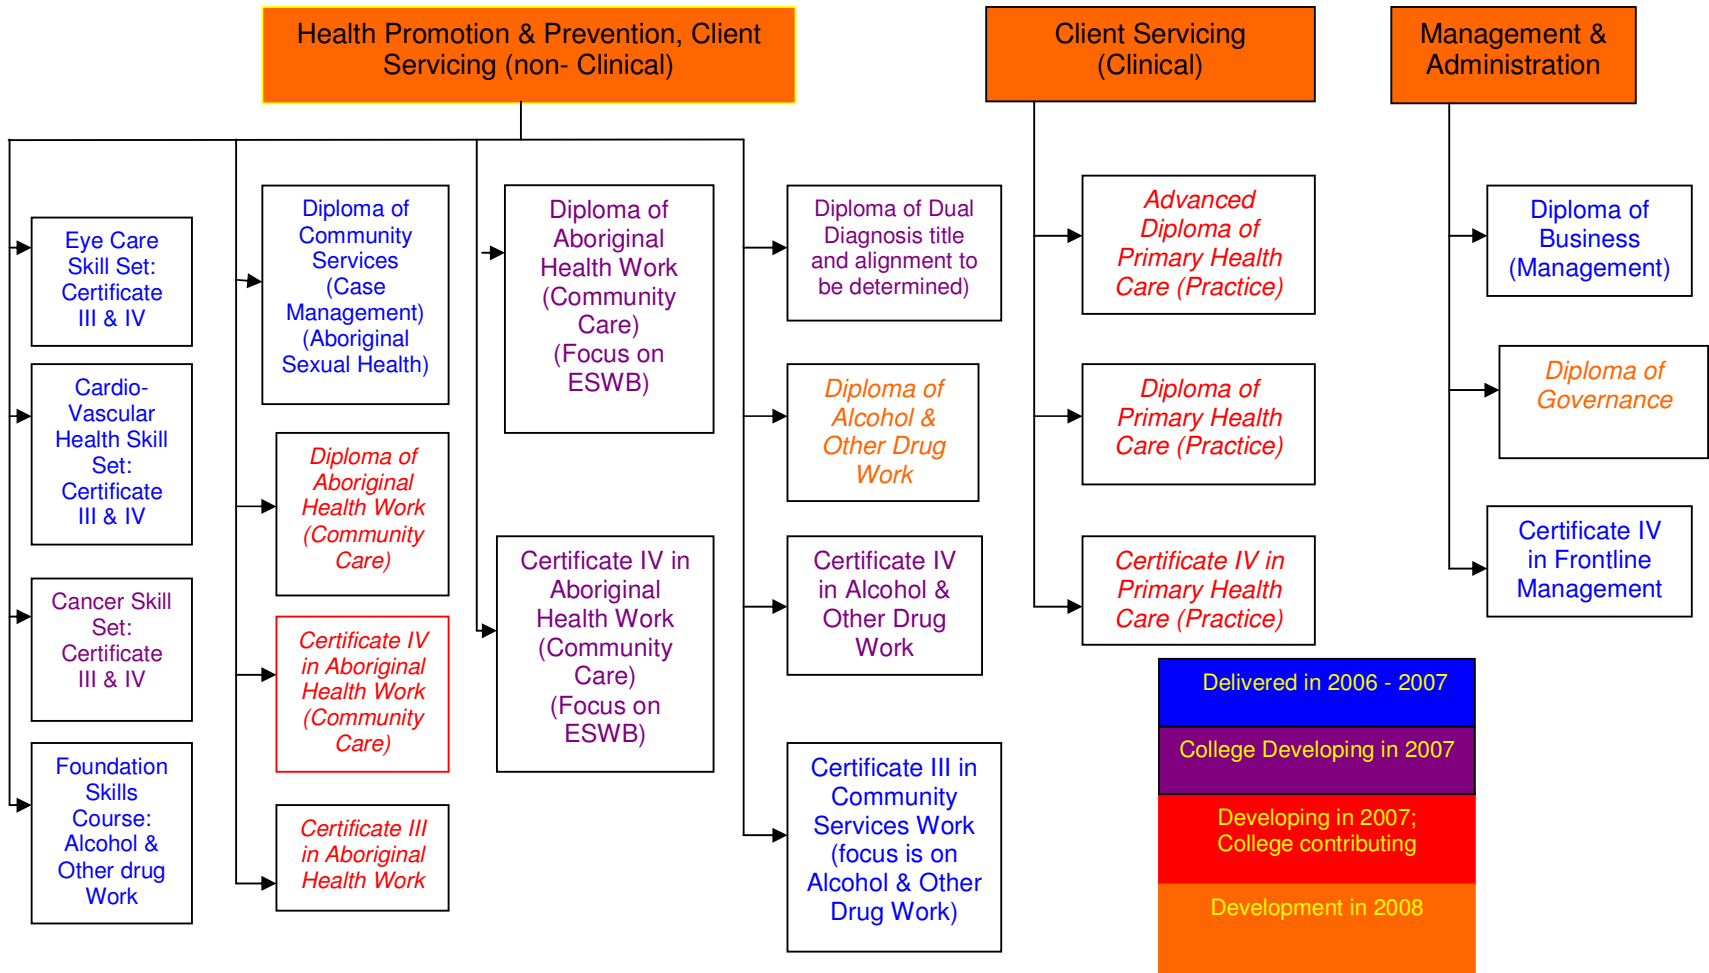 Health Promotion & Prevention, Client
Servicing (non- Clinical)
Client Servicing
(Clinical)
Management &
Administration
Eye Care
Skill Set:
Certificate
III & IV
Cardio-
Vascular
Health Skill
Set:
Certificate
III & IV
Cancer Skill
Set:
Certificate
III & IV
Foundation
Skills
Course:
Alcohol &
Other drug
Work
Diploma of
Community
Services
(Case
Management)
(Aboriginal
Sexual Health)
Diploma of
Aboriginal
Health Work
(Community
Care)
Certificate IV
in Aboriginal
Health Work
(Community
Care)
Certificate III
in Aboriginal
Health Work
Diploma of
Aboriginal
Health Work
(Community
Care)
(Focus on
ESWB)
Certificate IV in
Aboriginal
Health Work
(Community
Care)
(Focus on
ESWB)
Diploma of Dual
Diagnosis title
and alignment to
be determined)
Diploma of
Alcohol &
Other Drug
Work
Certificate IV
in Alcohol &
Other Drug
Work
Certificate III in
Community
Services Work
(focus is on
Alcohol & Other
Drug Work)
Advanced
Diploma of
Primary Health
Care (Practice)
Diploma of
Primary Health
Care (Practice)
Certificate IV in
Primary Health
Care (Practice)
Diploma of
Business
(Management)
Diploma of
Governance
Certificate IV
in Frontline
Management
Delivered in 2006 - 2007
College Developing in 2007
Developing in 2007;
College contributing
Development in 2008